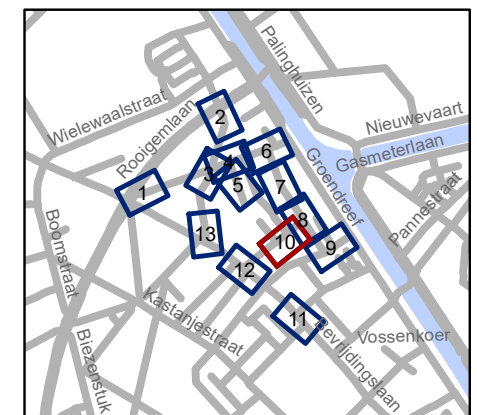 Palinghuizen
Wielewaalstraat
Rooigemlaan
Nieuwevaart
Gasmeterlaan
Groendreef
Pannestraat
Boomstraat
Kastanjestraat
Biezenstuk
Bevrijdingslaan
Vossenkoer
2
6
4
3
5
7
1
8
13
10
9
12
11